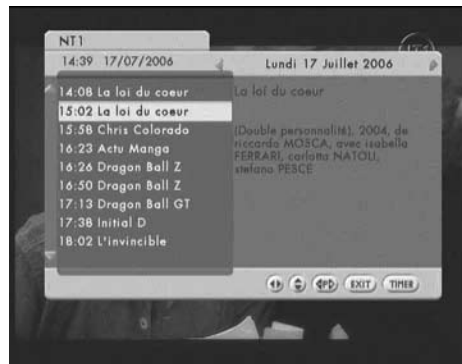 NT1
14:39 17/07/2006
Lundi 17 Juillet 2006
14:08 La loi du coeur
15:02 La loi du coeur
15:58 Chris Colorado
16:23 Actu Manga
16:26 Dragon Ball Z
16:50 Dragon Ball Z
17:13 Dragon Ball GT
17:38 Initial D
18:02 L'invincible
La loi du coeur
(Double personnalité), 2004, de
riccardo MOSCA, avec isabella
FERRARI, carlotta NATOLI,
stefano PESCE
P
EXIT
TIMER